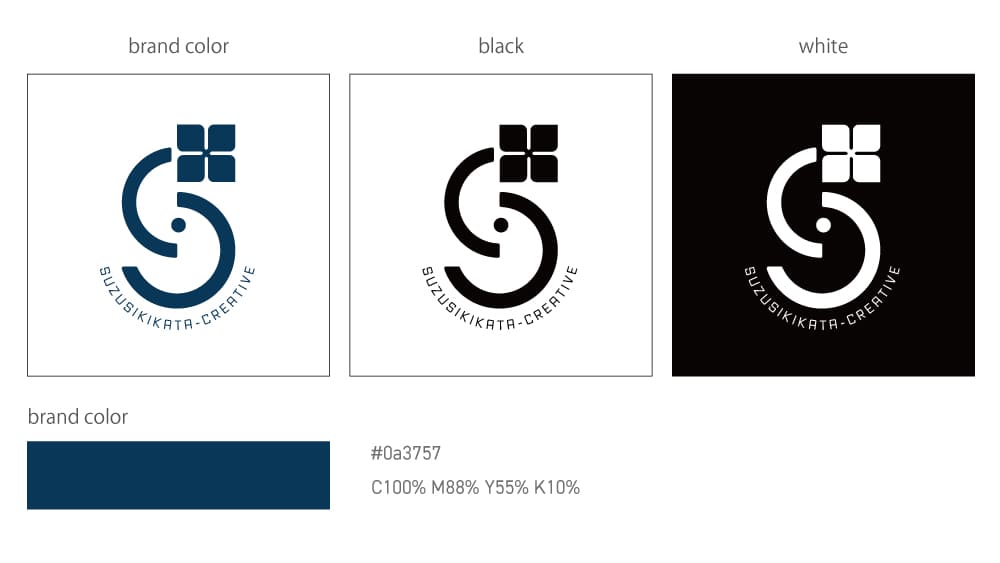 brand color
black
white
SUZUSIKIKATA-CREATIVE
SUZUSIKIKATA-CREATIVE
SUZUSIKIKATA-CREATIVE
brand color
#0a3757
C100% M88% Y55% K10%